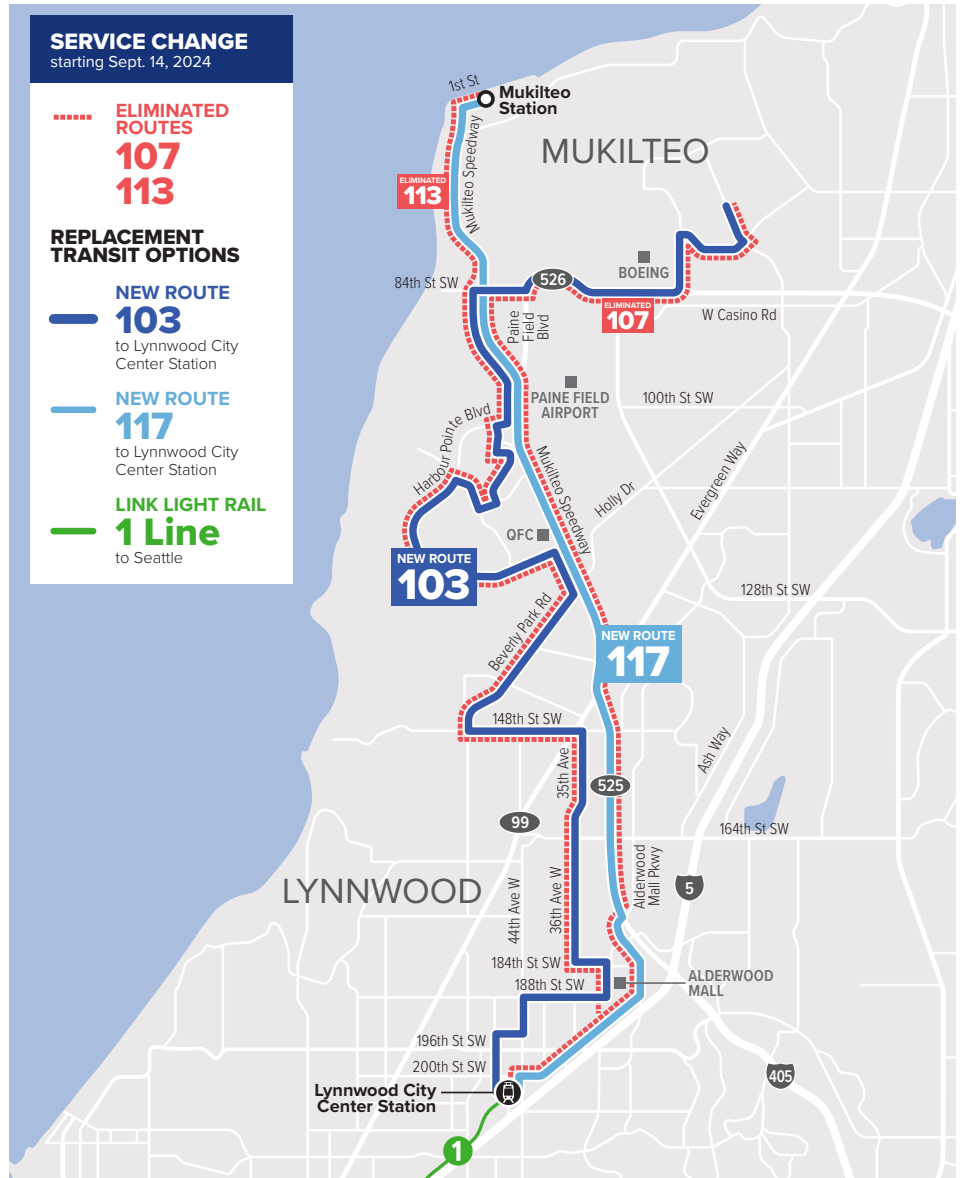 SERVICE CHANGE
starting Sept. 14, 2024
ELIMINATED
ROUTES
107
113
REPLACEMENT
TRANSIT OPTIONS
NEW ROUTE
103
to Lynnwood City
Center Station
NEW ROUTE
117
to Lynnwood City
Center Station
LINK LIGHT RAIL
1 Line
to Seattle
1st St
Mukilteo
Station
MUKILTEO
Mukilteo Speedway
ELIMINATED
113
84th St SW
526
BOEING
ELIMINATED
107
W Casino Rd
Paine
Field
Blvd
PAINE FIELD
AIRPORT
100th St SW
Harbour Pointe Blvd
Mukilteo Speedway
Holly Dr
Evergreen Way
QFC
NEW ROUTE
103
128th St SW
Beverly Park Rd
NEW ROUTE
117
148th St SW
35th Ave
525
Ash Way
99
164th St SW
Alderwood
Mall Pkwy
5
LYNNWOOD
44th Ave W
36th Ave W
184th St SW
188th St SW
ALDERWOOD
MALL
196th St SW
200th St SW
405
Lynnwood City
Center Station
1